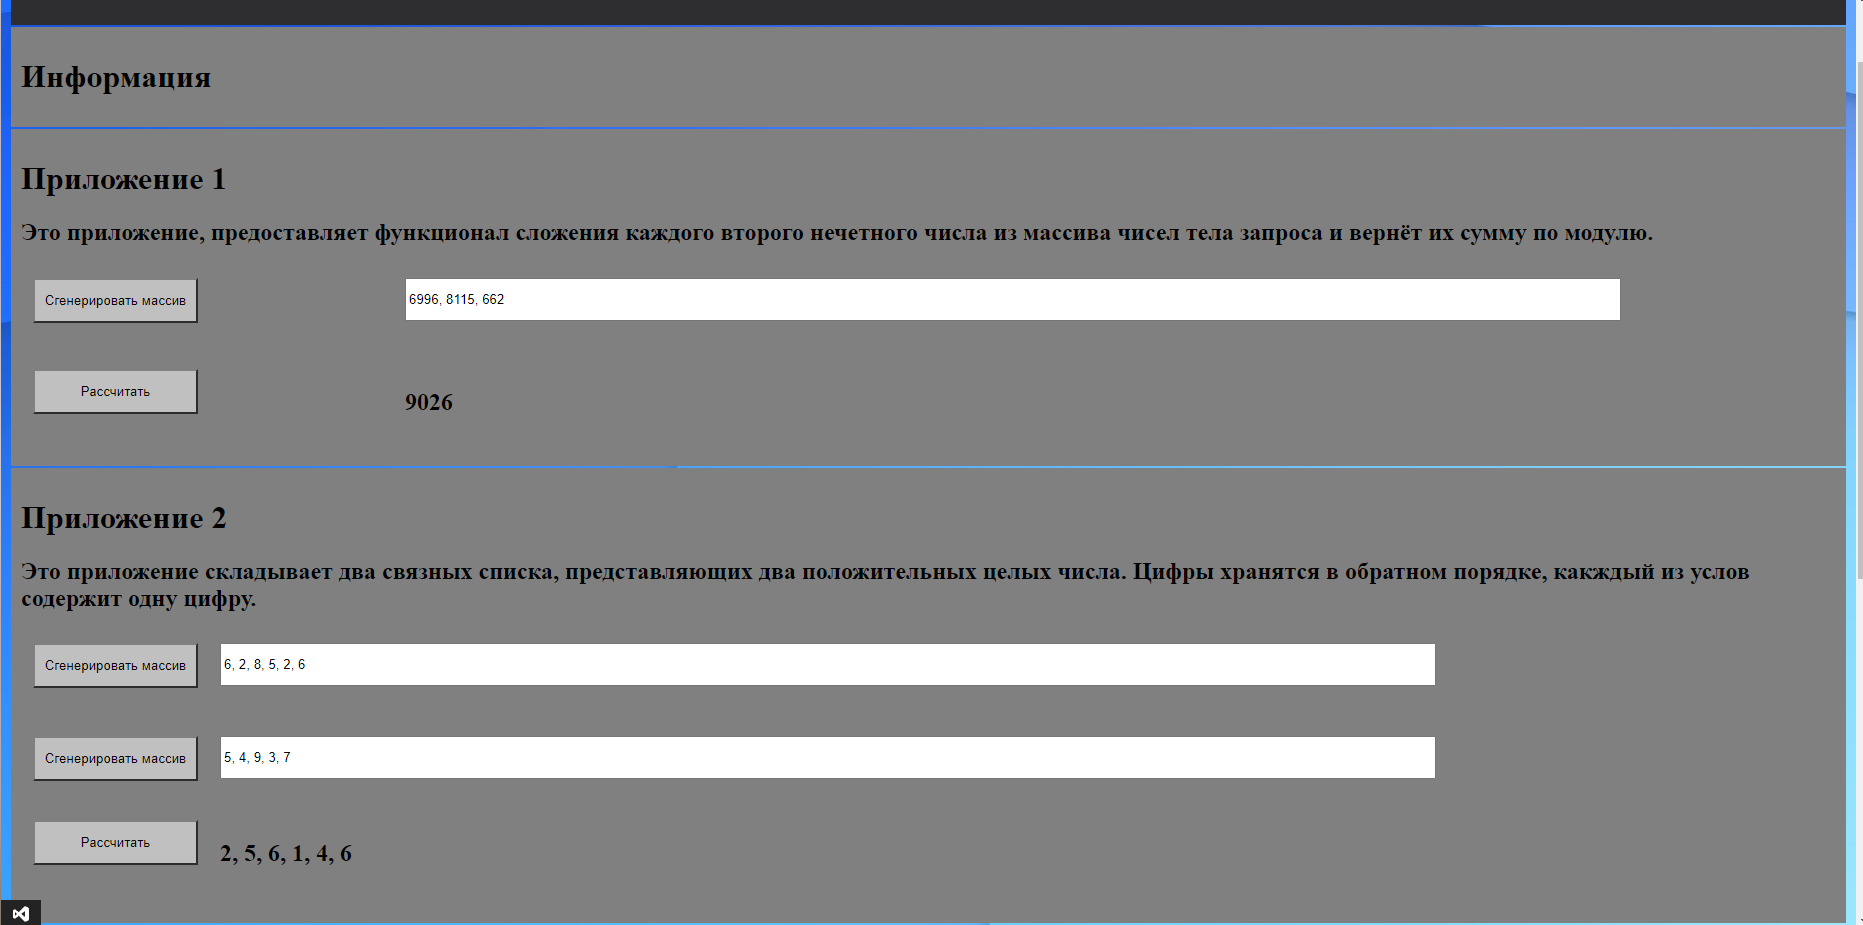 Информация
Приложение 1
Это приложение, предоставляет функционал сложения каждого второго нечетного числа из массива чисел тела запроса и вернёт их сумму по модулю.
Сгенерировать массив
6996, 8115, 662
Рассчитать
9026
Приложение 2
Это приложение складывает два связных списка, представляющих два положительных целых числа. Цифры хранятся в обратном порядке, какждый из услов
содержит одну цифру.
Сгенерировать массив
6, 2, 8, 5, 2, 6
Сгенерировать массив
5, 4, 9, 3, 7
Рассчитать
2, 5, 6, 1, 4, 6